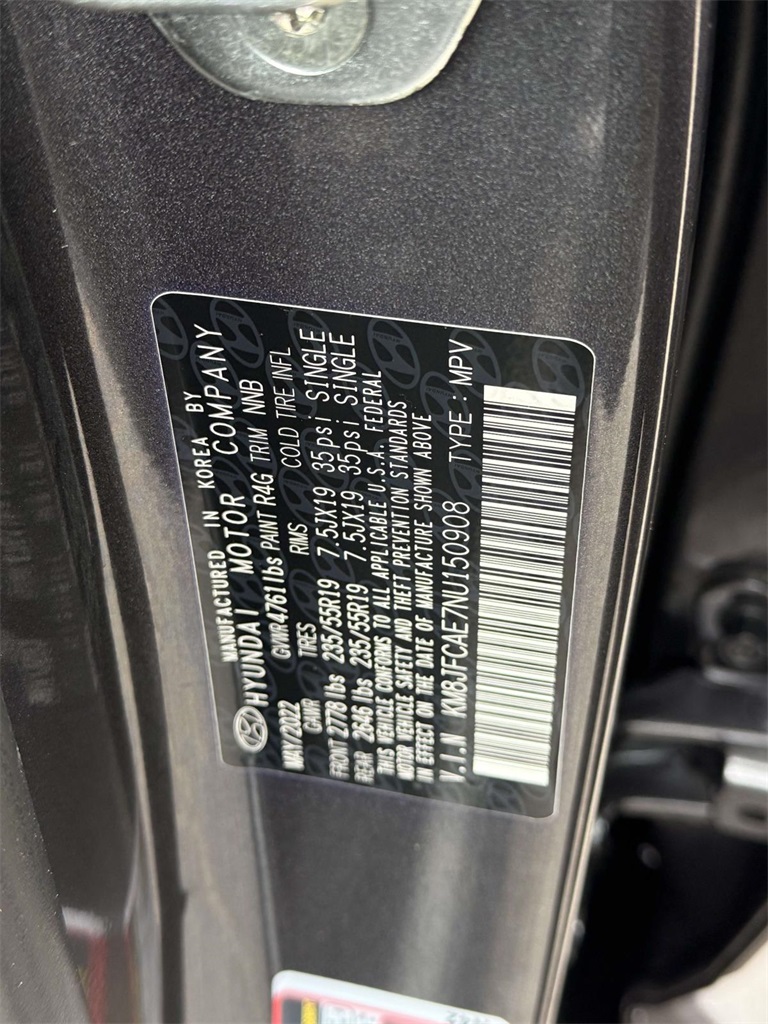 MANUFACTURED IN KOREA BY
HYUNDAI MOTOR COMPANY
MAY/2022 GVWR 4761 lbs PAINT R4G TRIM NNB
GAWR TIRES RIMS COLD TIRE INFL
FRONT 2778 lbs 235/55R19 7.5JX19 35psi SINGLE
REAR 2646 lbs 235/55R19 7.5JX19 35psi SINGLE
THIS VEHICLE CONFORMS TO ALL APPLICABLE U.S.A. FEDERAL
MOTOR VEHICLE SAFETY AND THEFT PREVENTION STANDARDS
IN EFFECT ON THE DATE OF MANUFACTURE SHOWN ABOVE
V.I.N KM8JFCAE7NU150908 TYPE : MPV